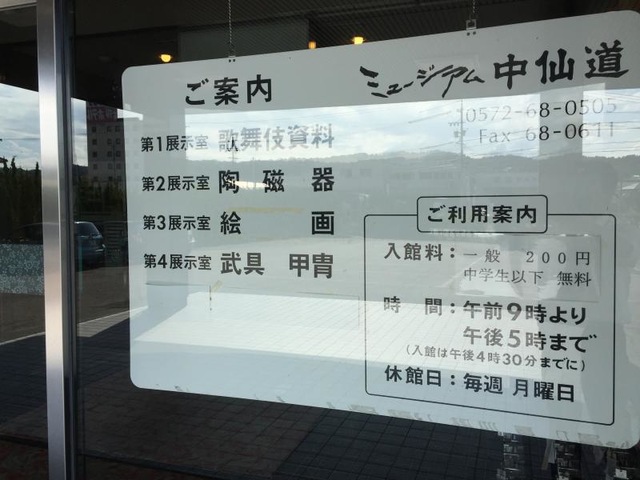 ミュージアム中仙道
0572-68-0505
Fax 68-0611
ご案内
第1展示室 歌舞伎資料
第2展示室 陶磁器
第3展示室 絵画
第4展示室 武具 甲冑
ご利用案内
入館料：一般 200円
中学生以下 無料
時間：午前9時より
午後5時まで
(入館は午後4時30分までに)
休館日：毎週 月曜日